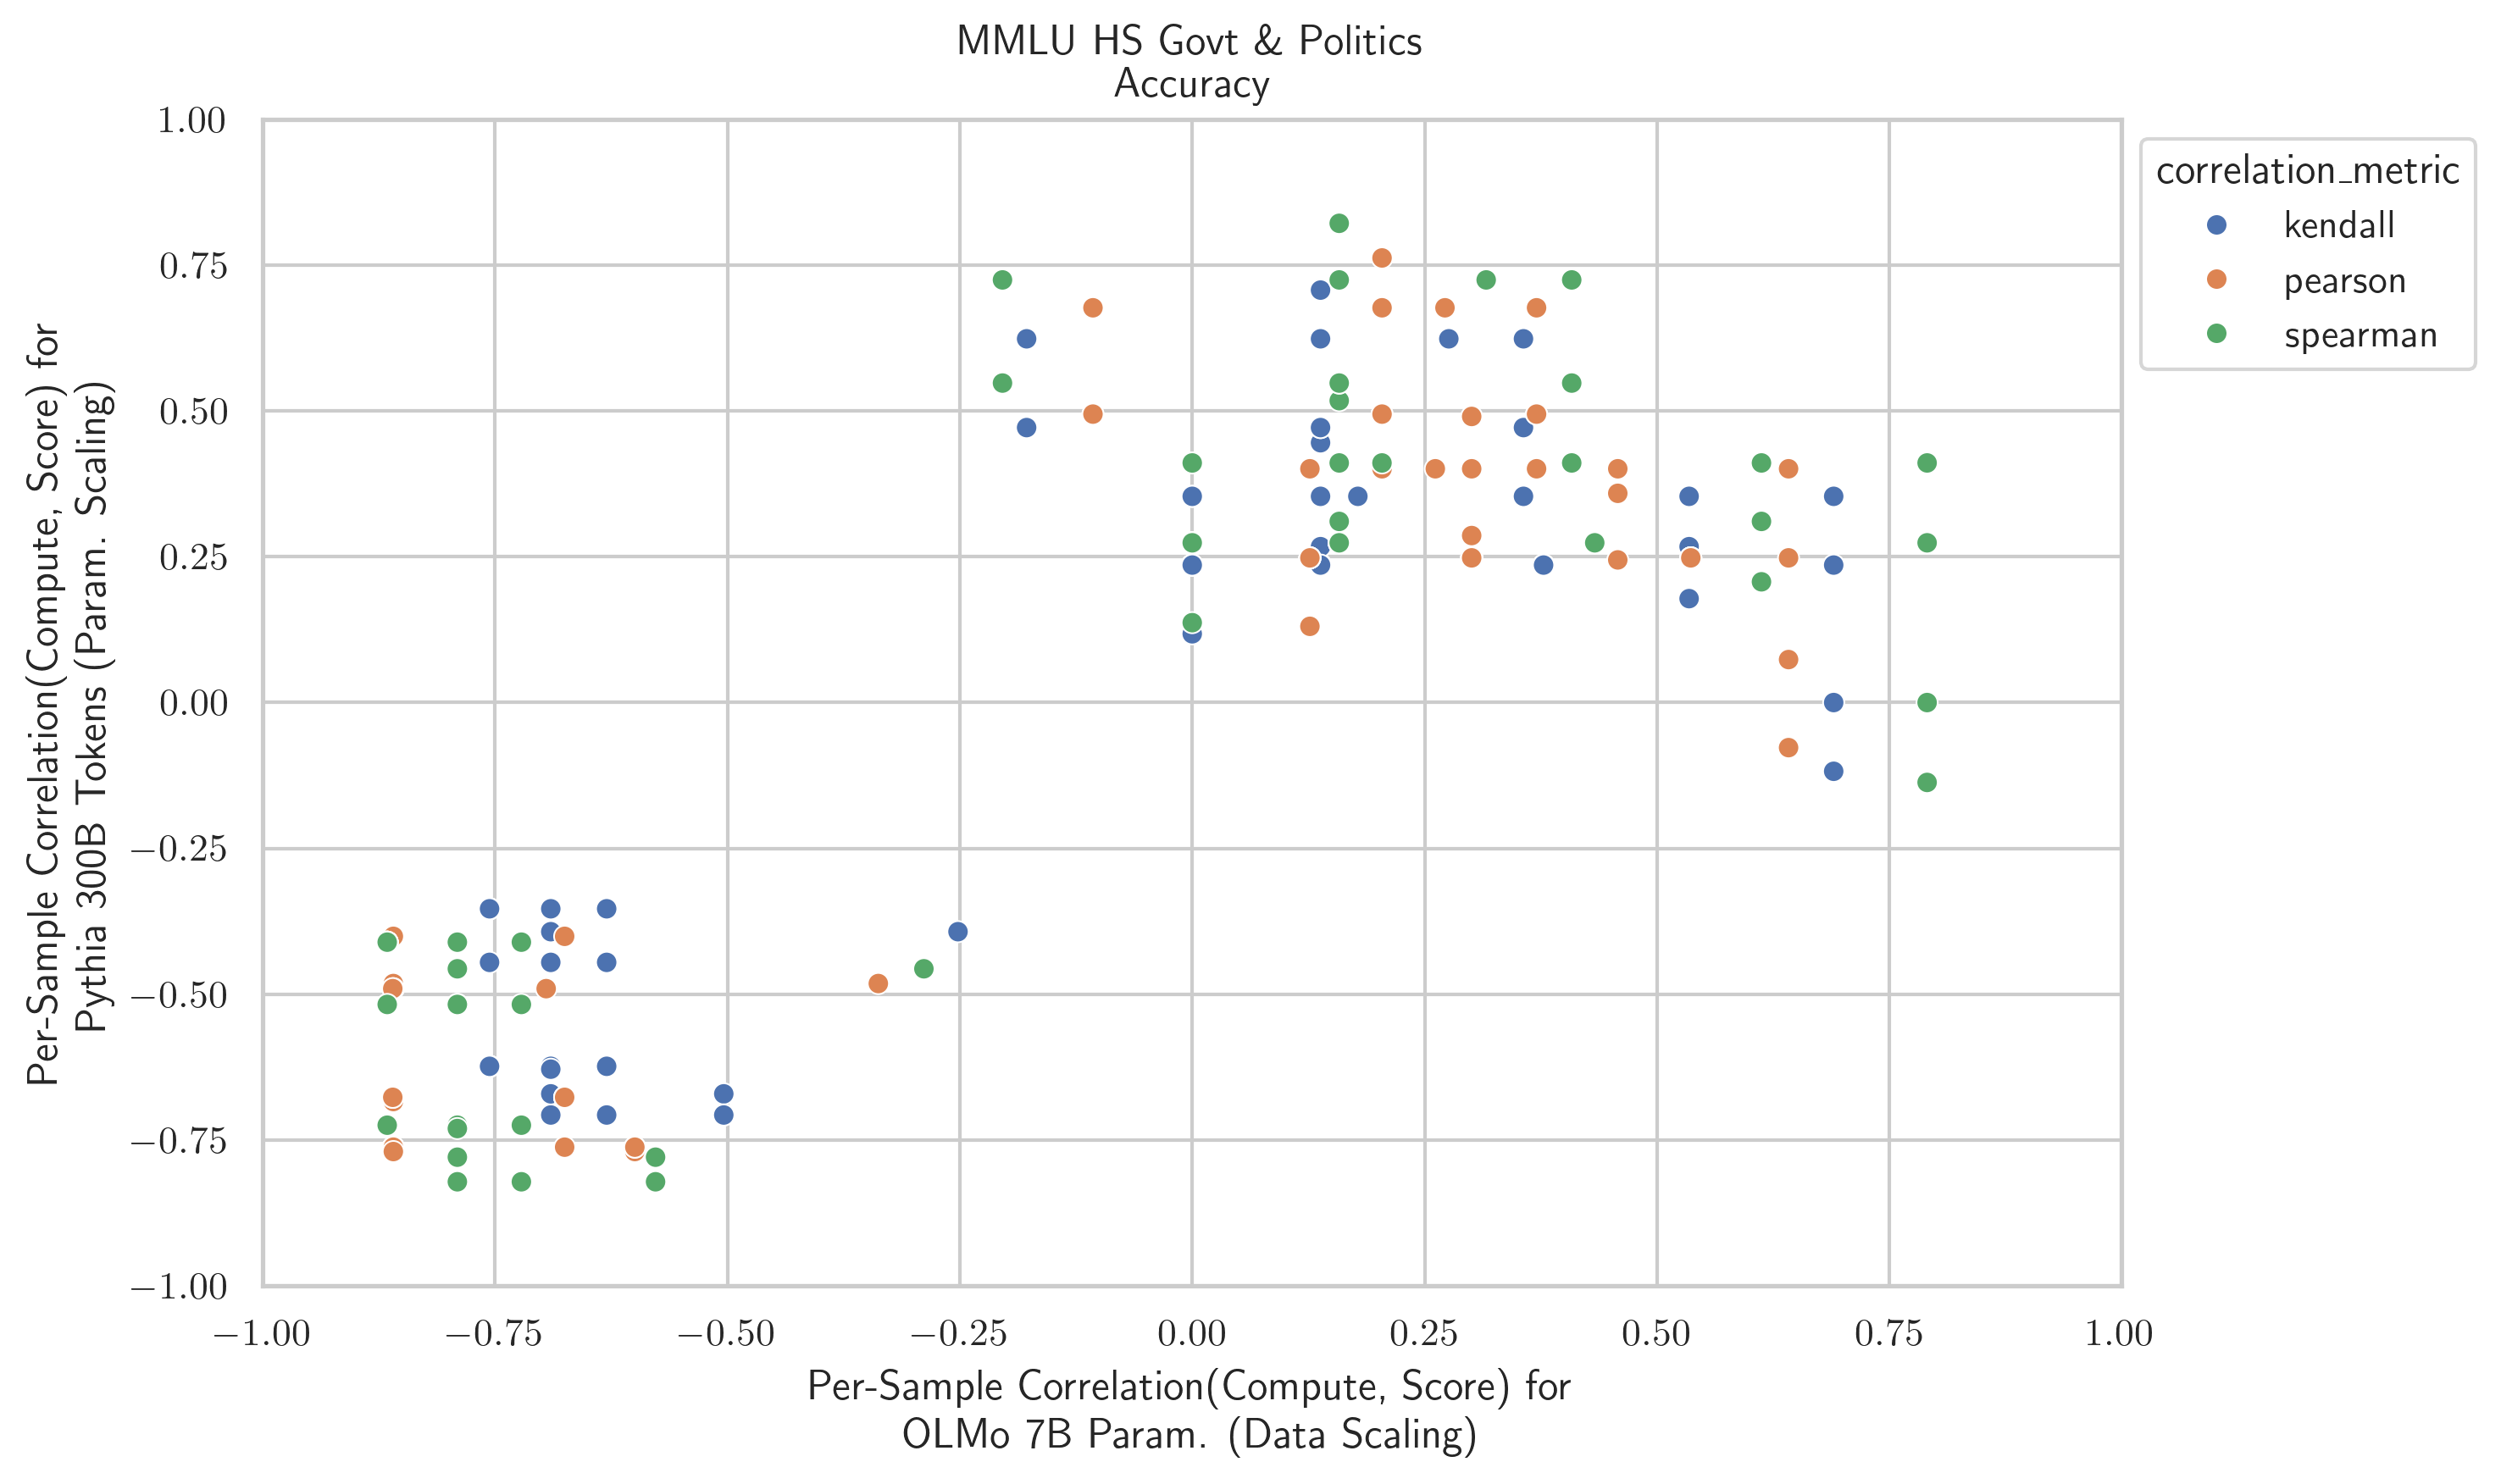 MMLU HS Govt & Politics
Accuracy
1.00
0.75
0.50
0.25
0.00
−0.25
−0.50
−0.75
−1.00
Per-Sample Correlation(Compute, Score) for
Pythia 300B Tokens (Param. Scaling)
−1.00
−0.75
−0.50
−0.25
0.00
0.25
0.50
0.75
1.00
Per-Sample Correlation(Compute, Score) for
OLMo 7B Param. (Data Scaling)
correlation_metric
kendall
pearson
spearman